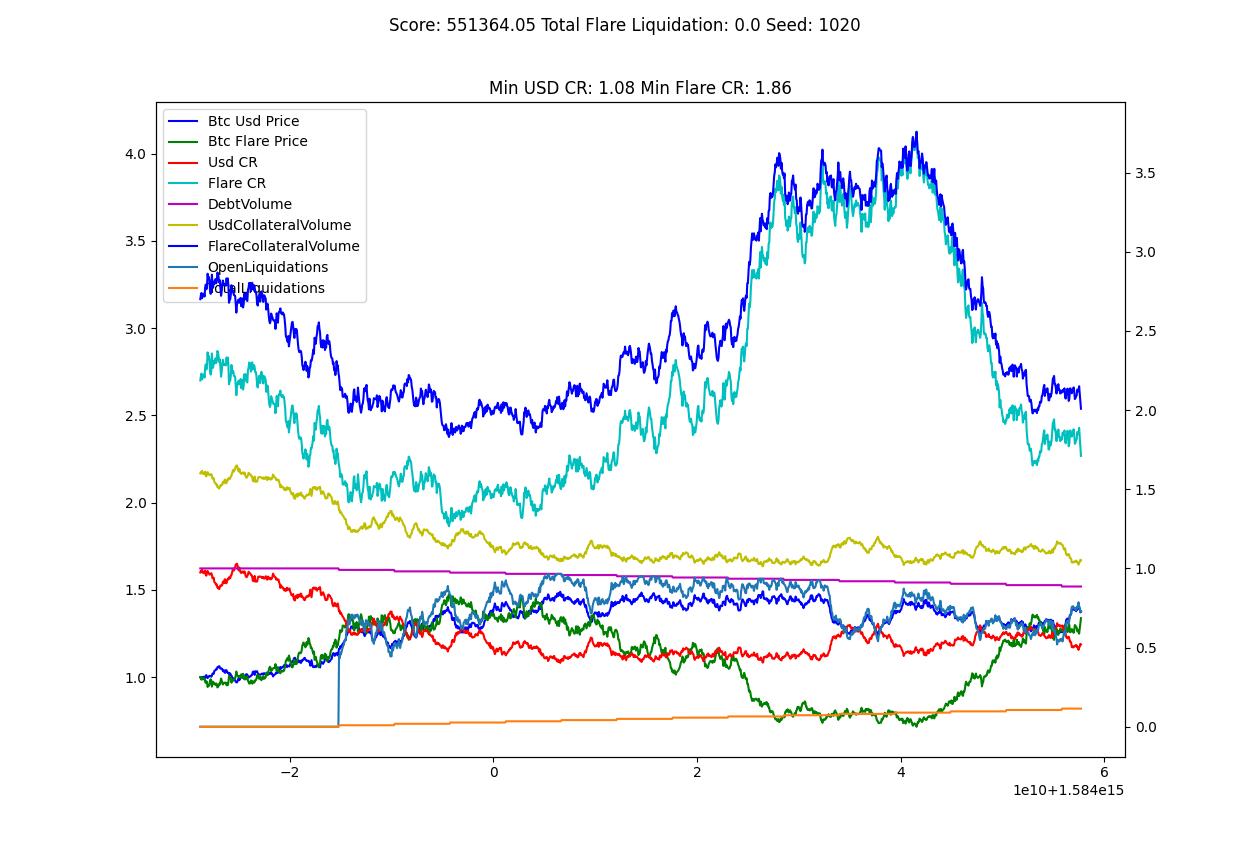 Score: 551364.05 Total Flare Liquidation: 0.0 Seed: 1020
Min USD CR: 1.08 Min Flare CR: 1.86
Btc Usd Price
Btc Flare Price
Usd CR
Flare CR
DebtVolume
UsdCollateralVolume
FlareCollateralVolume
OpenLiquidations
TotalLiquidations
4.0
3.5
3.0
2.5
2.0
1.5
1.0
3.5
3.0
2.5
2.0
1.5
1.0
0.5
0.0
−2 0 2 4 6
1e10+1.584e15